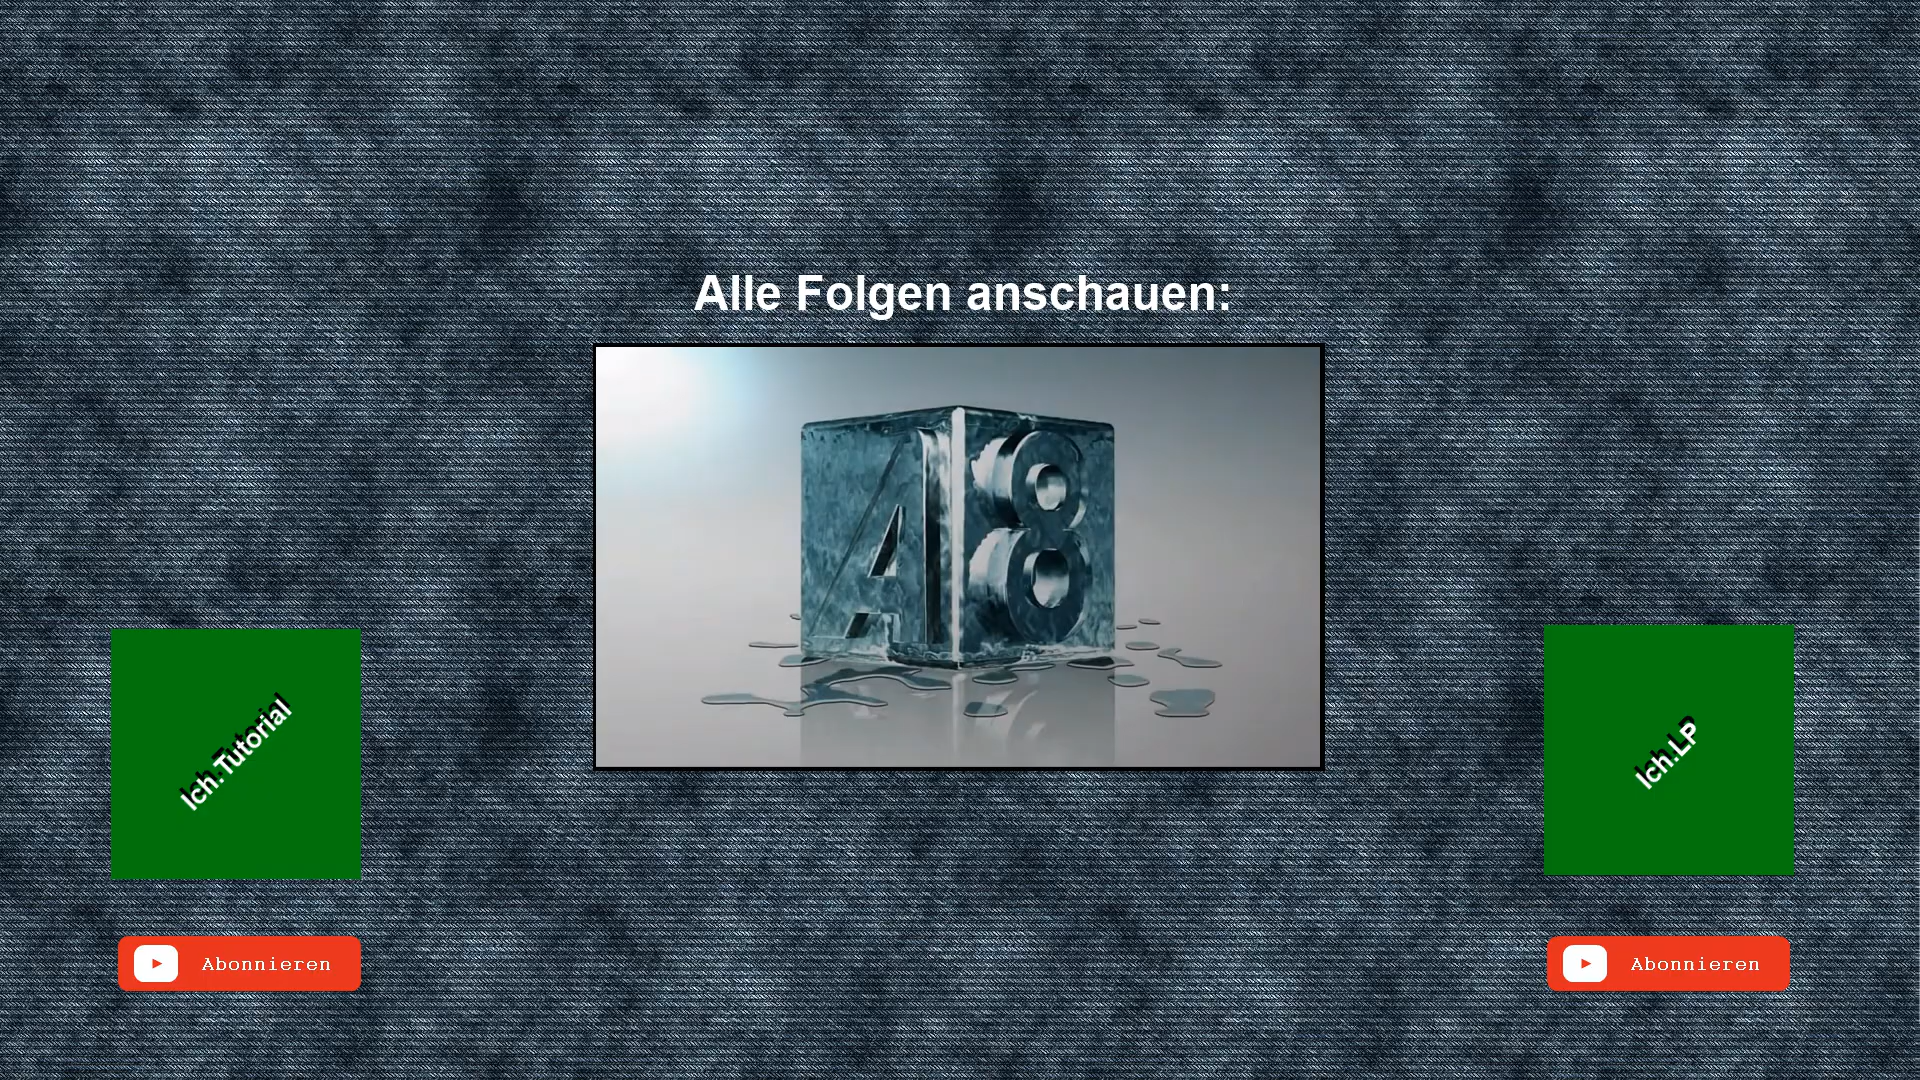 Alle Folgen anschauen:
A8
Ich.Tutorial
Ich.LP
Abonnieren
Abonnieren